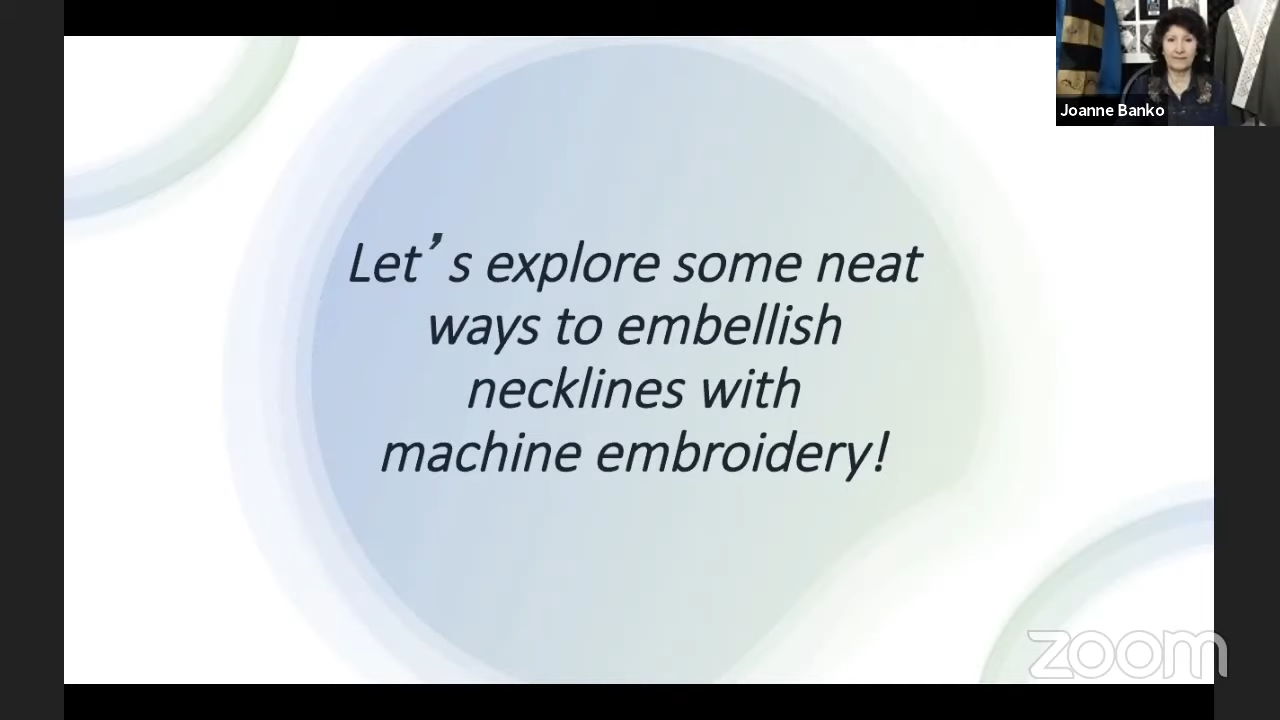 Joanne Banko
Let's explore some neat
ways to embellish
necklines with
machine embroidery!
zoom